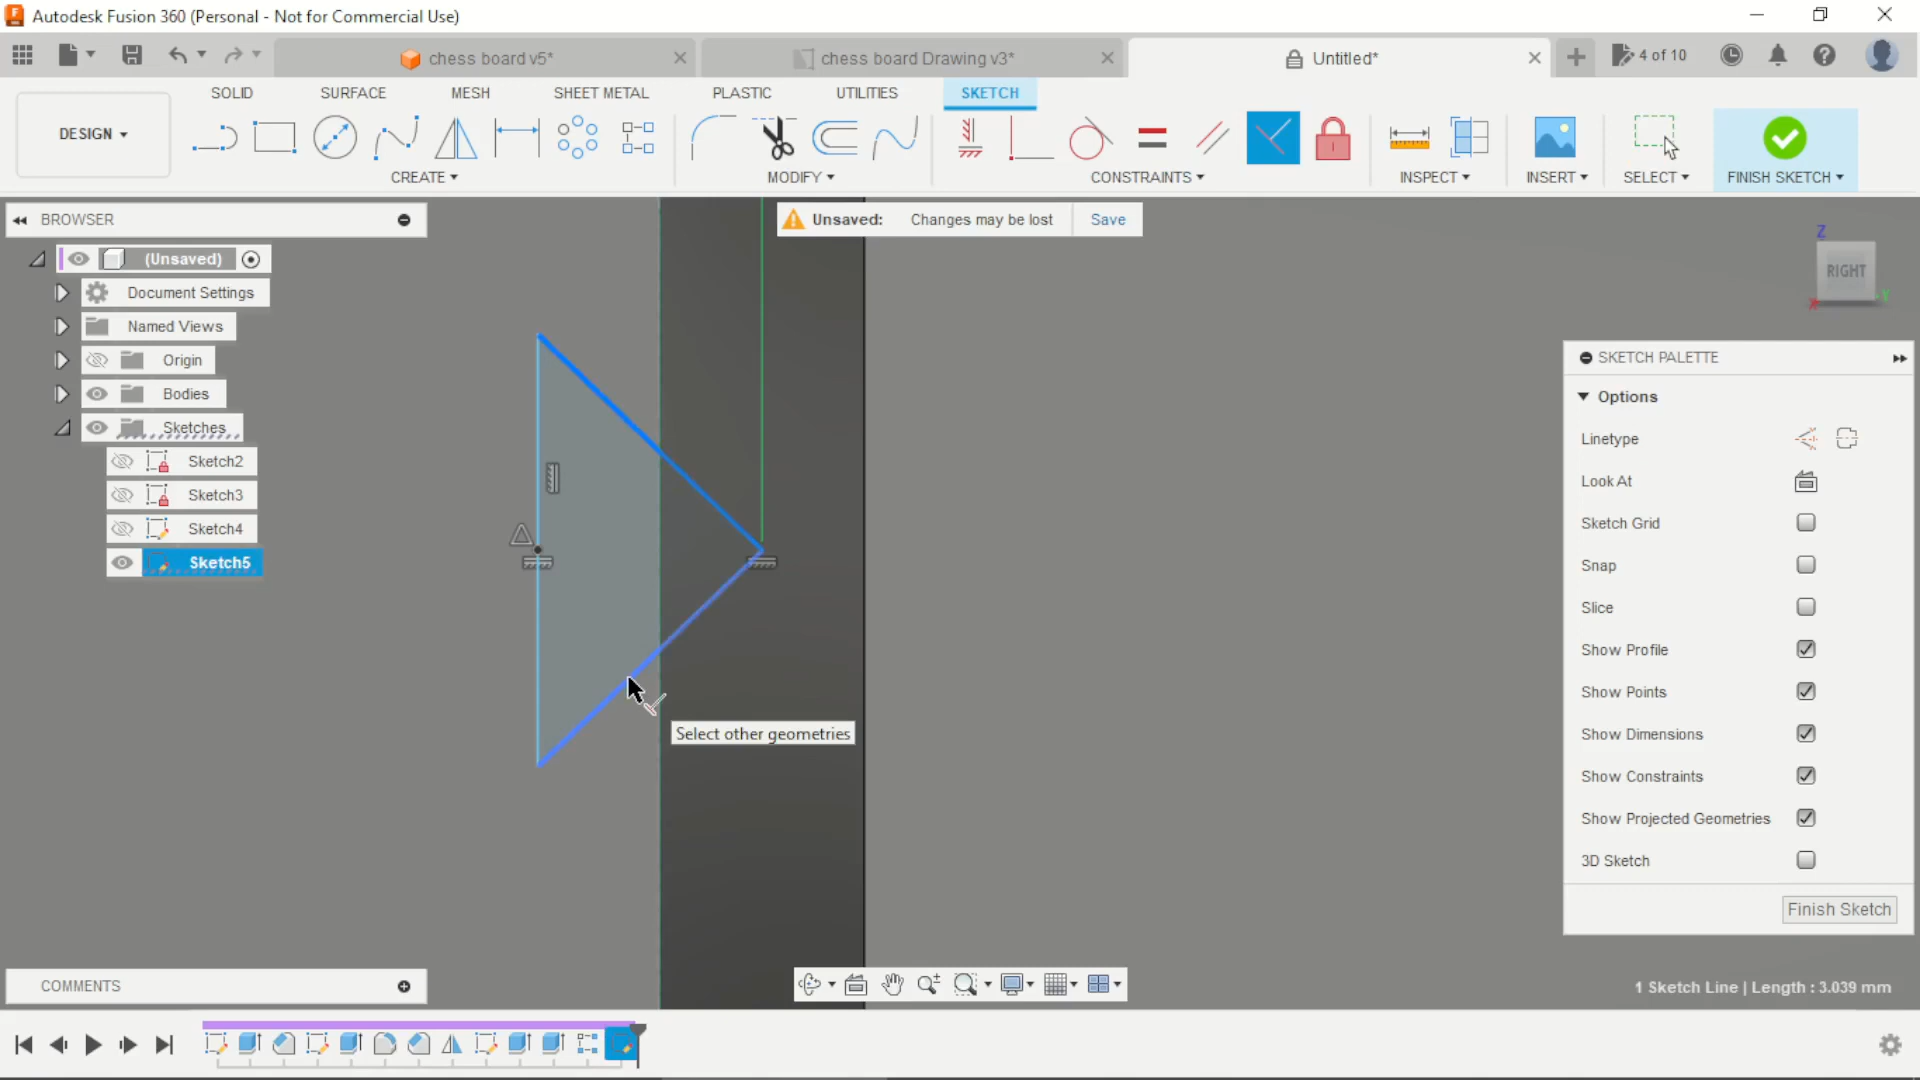 Autodesk Fusion 360 (Personal - Not for Commercial Use)
chess board v5*
chess board Drawing v3*
Untitled*
4 of 10
DESIGN
SOLID
SURFACE
MESH
SHEET METAL
PLASTIC
UTILITIES
SKETCH
CREATE
MODIFY
CONSTRAINTS
INSPECT
INSERT
SELECT
FINISH SKETCH
BROWSER
Unsaved: Changes may be lost Save
(Unsaved)
Document Settings
Named Views
Origin
Bodies
Sketches
Sketch2
Sketch3
Sketch4
Sketch5
Z
RIGHT
X
Y
Select other geometries
SKETCH PALETTE
Options
Linetype
Look At
Sketch Grid
Snap
Slice
Show Profile
Show Points
Show Dimensions
Show Constraints
Show Projected Geometries
3D Sketch
Finish Sketch
COMMENTS
1 Sketch Line | Length : 3.039 mm